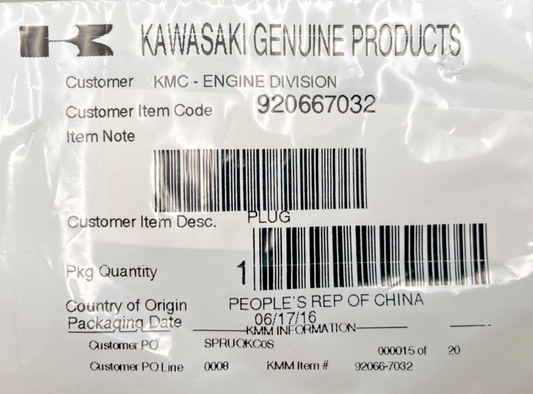 KAWASAKI GENUINE PRODUCTS
Customer KMC - ENGINE DIVISION
Customer Item Code 920667032
Item Note
Customer Item Desc. PLUG
Pkg Quantity 1
Country of Origin PEOPLE'S REP OF CHINA
Packaging Date 06/17/16
KMM INFORMATION
Customer PO SPRUOKC0S 000015 of 20
Customer PO Line 0008 KMM Item # 92066-7032